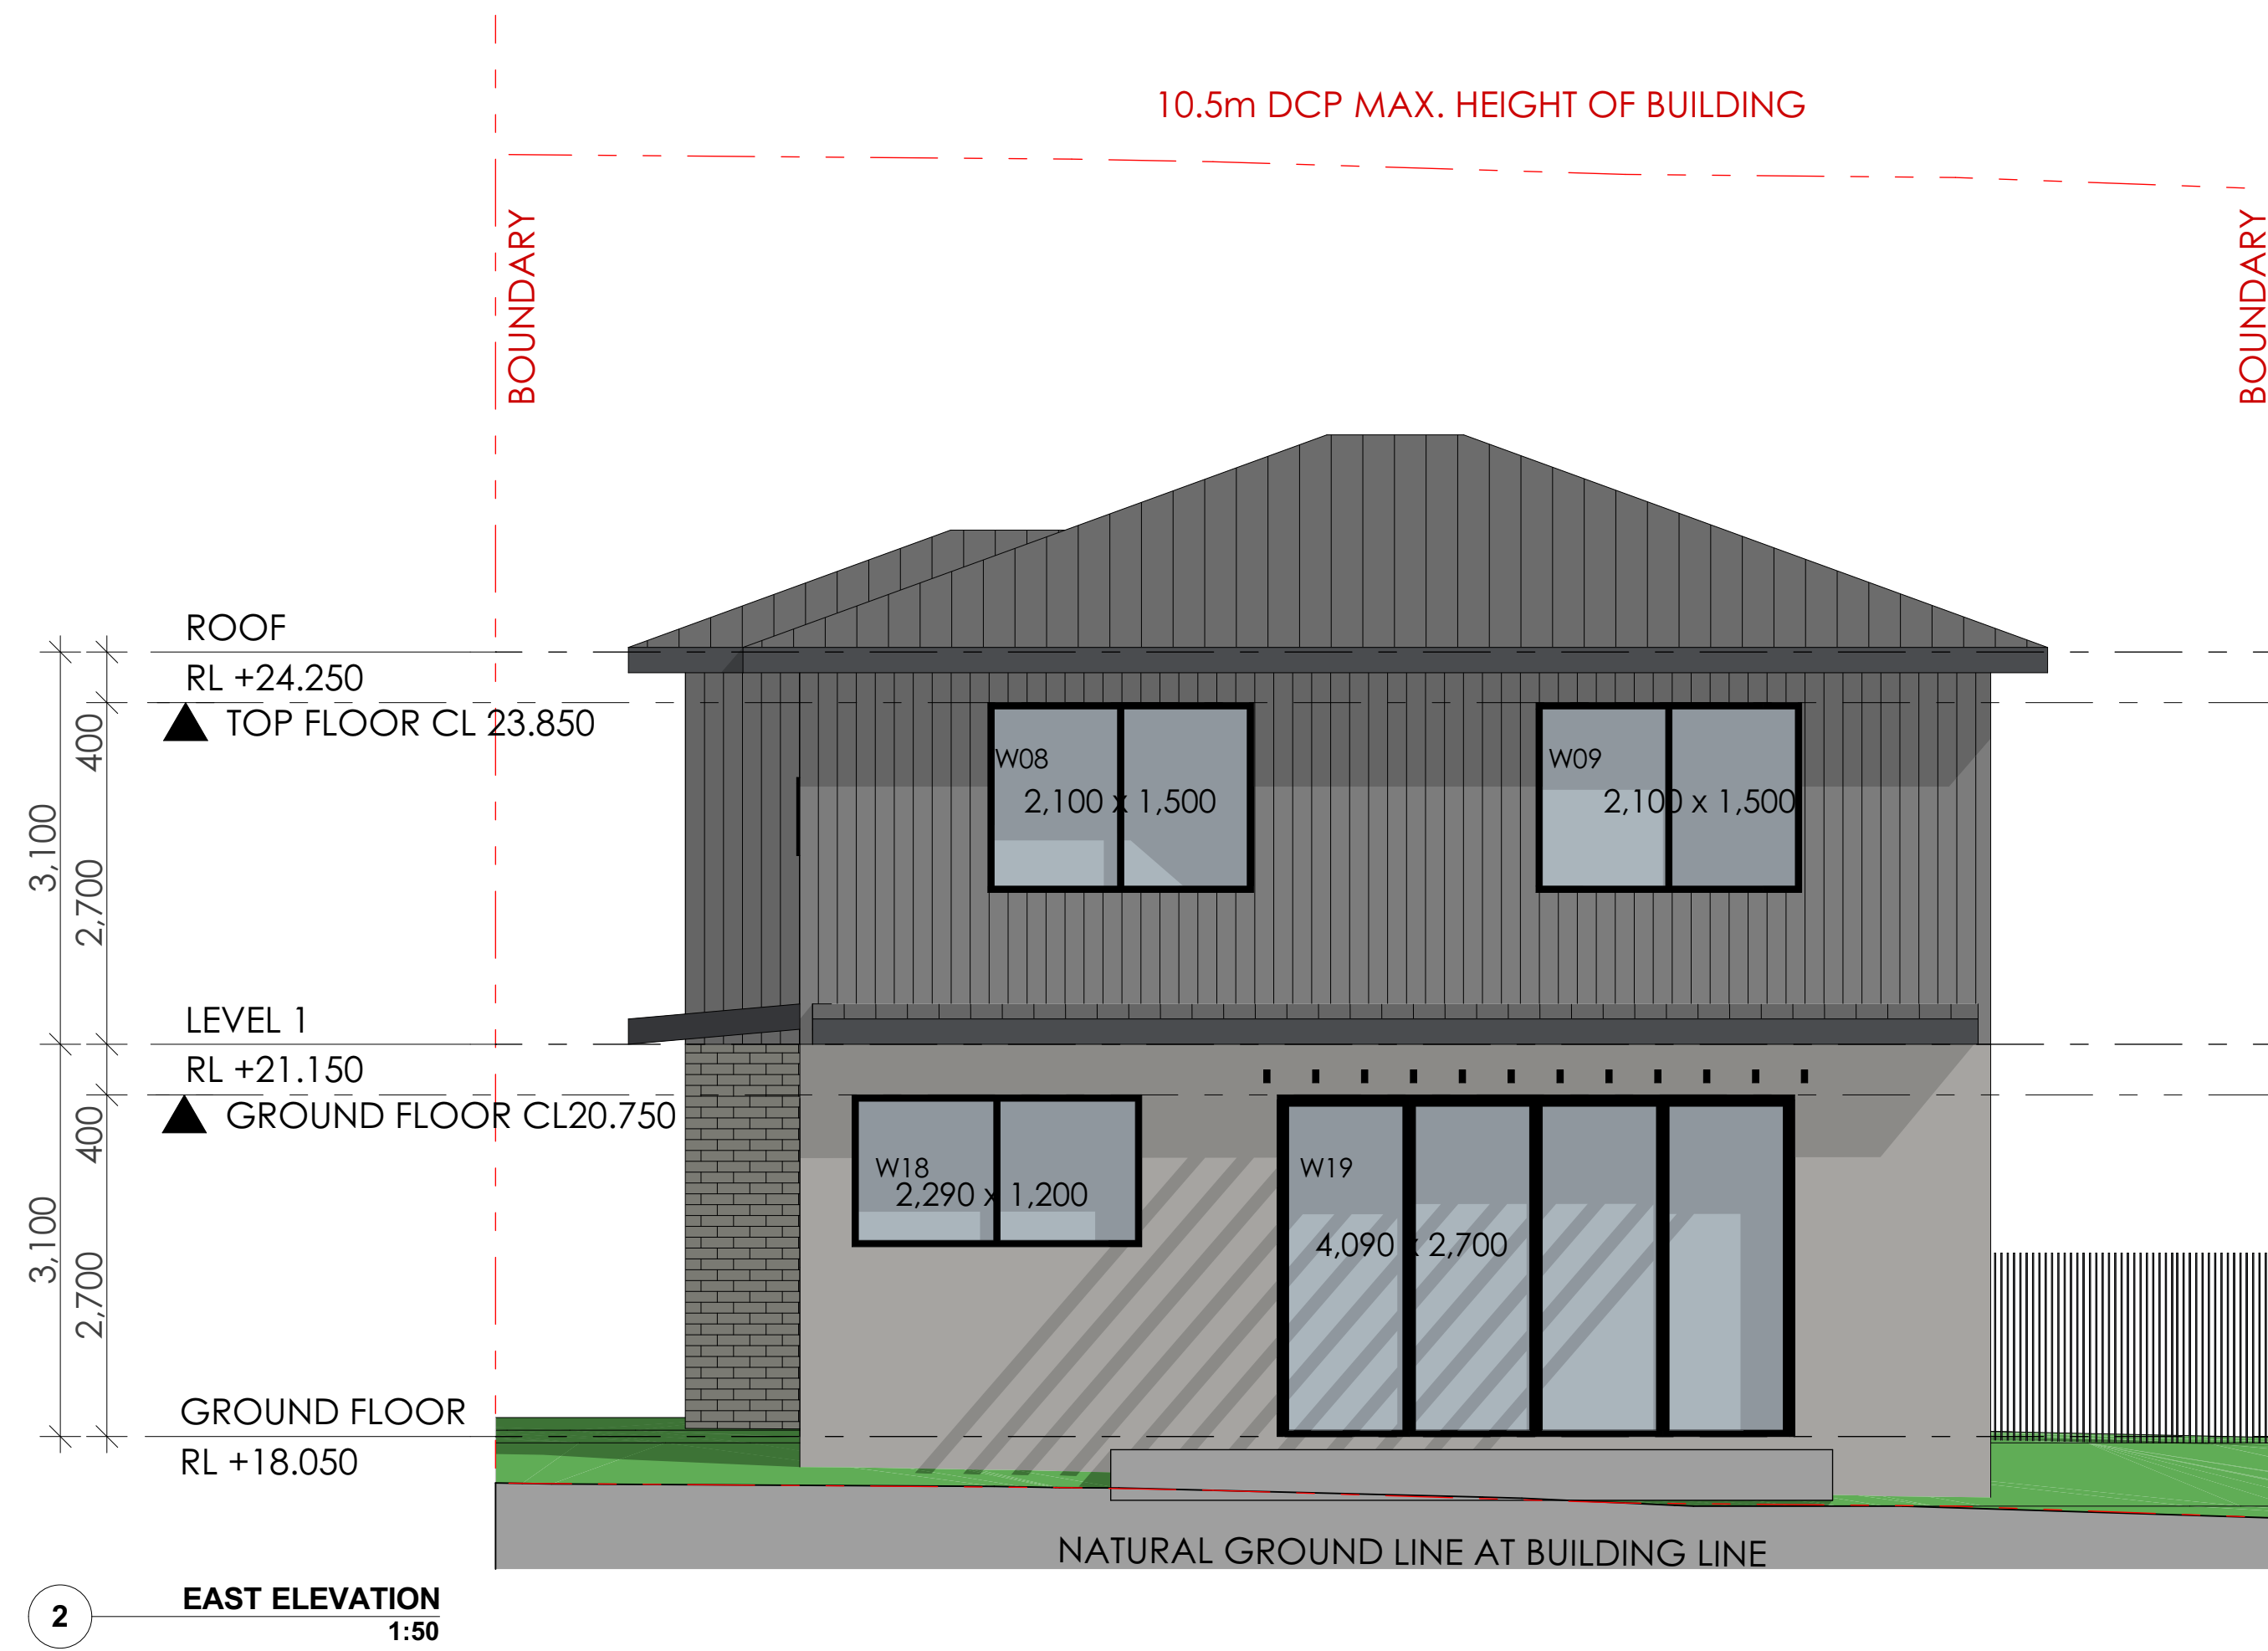 10.5m DCP MAX. HEIGHT OF BUILDING
BOUNDARY
BOUNDARY
ROOF
RL +24.250
TOP FLOOR CL 23.850
400
3,100
2,700
W08
2,100 x 1,500
W09
2,100 x 1,500
LEVEL 1
RL +21.150
GROUND FLOOR CL20.750
400
3,100
2,700
W18
2,290 x 1,200
W19
4,090 x 2,700
GROUND FLOOR
RL +18.050
NATURAL GROUND LINE AT BUILDING LINE
2
EAST ELEVATION
1:50